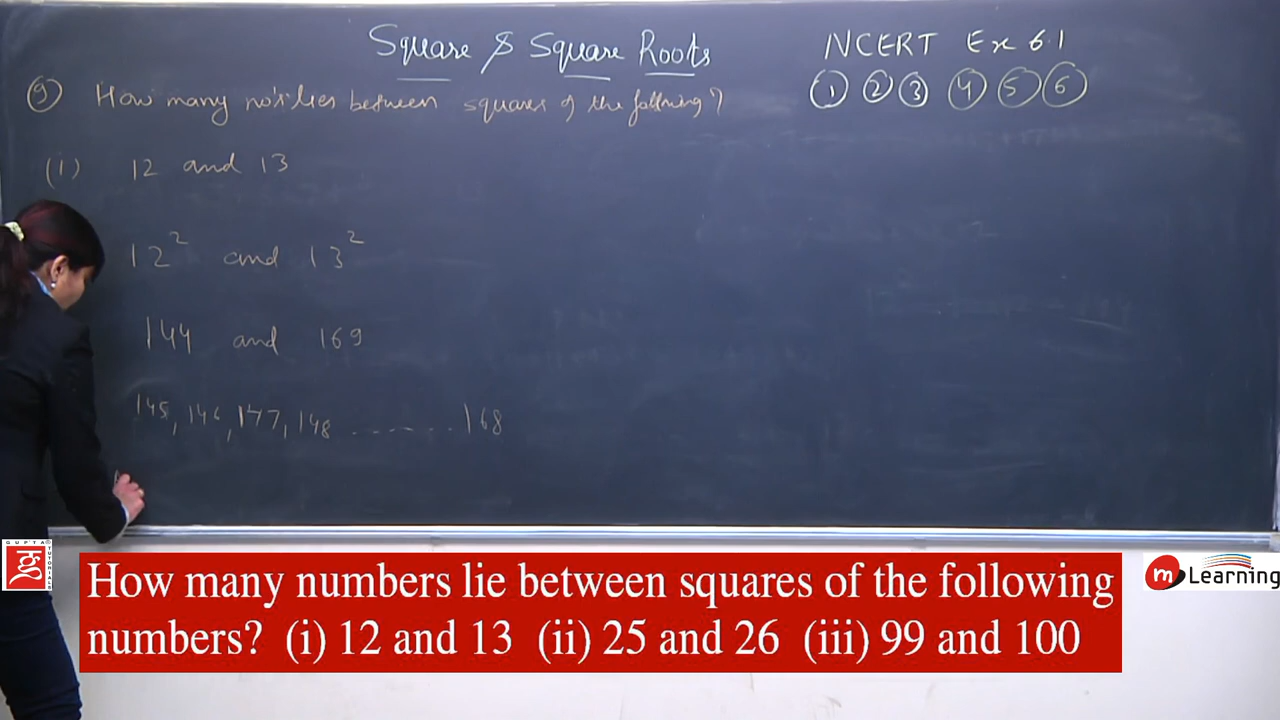 Square & Square Roots
NCERT Ex 6.1
① ② ③ ④ ⑤ ⑥
⑨ How many no's lies between squares of the following?
(i) 12 and 13
12² and 13²
144 and 169
145, 146, 147, 148 ........ 168
GUPTA TUTORIALS
How many numbers lie between squares of the following
numbers? (i) 12 and 13 (ii) 25 and 26 (iii) 99 and 100
m Learning